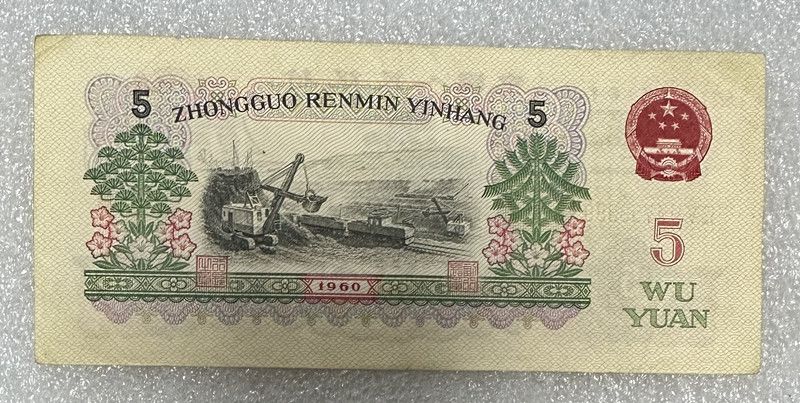 5 ZHONGGUO RENMIN YINHANG 5
1960
5
WU
YUAN